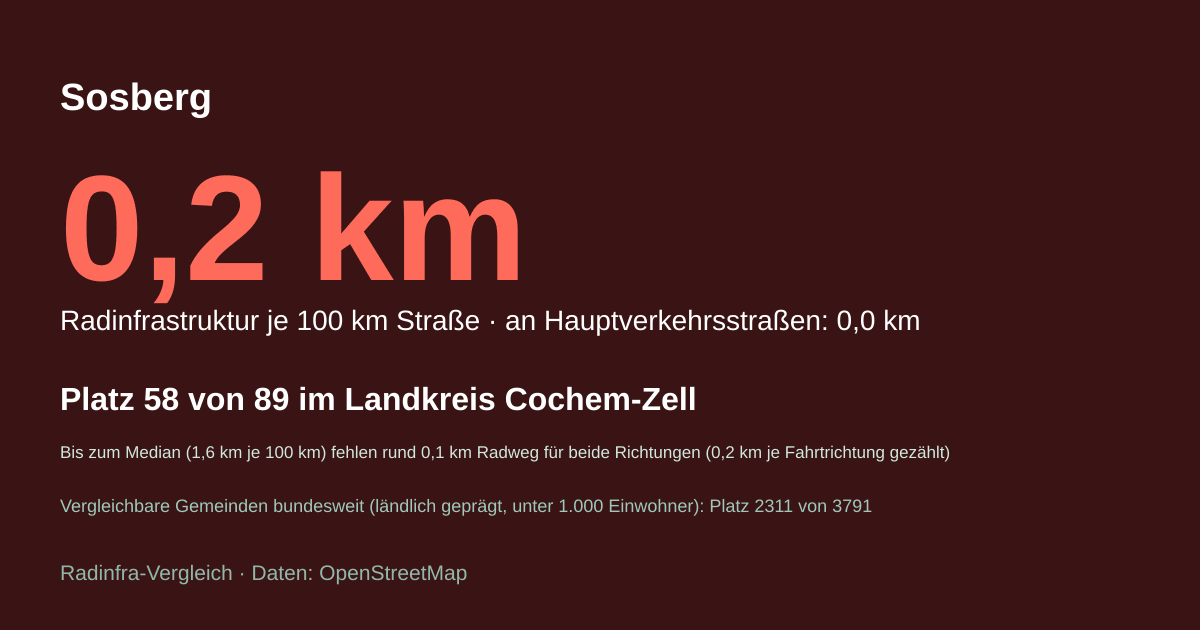 Sosberg
0,2 km
Radinfrastruktur je 100 km Straße · an Hauptverkehrsstraßen: 0,0 km
Platz 58 von 89 im Landkreis Cochem-Zell
Bis zum Median (1,6 km je 100 km) fehlen rund 0,1 km Radweg für beide Richtungen (0,2 km je Fahrtrichtung gezählt)
Vergleichbare Gemeinden bundesweit (ländlich geprägt, unter 1.000 Einwohner): Platz 2311 von 3791
Radinfra-Vergleich · Daten: OpenStreetMap